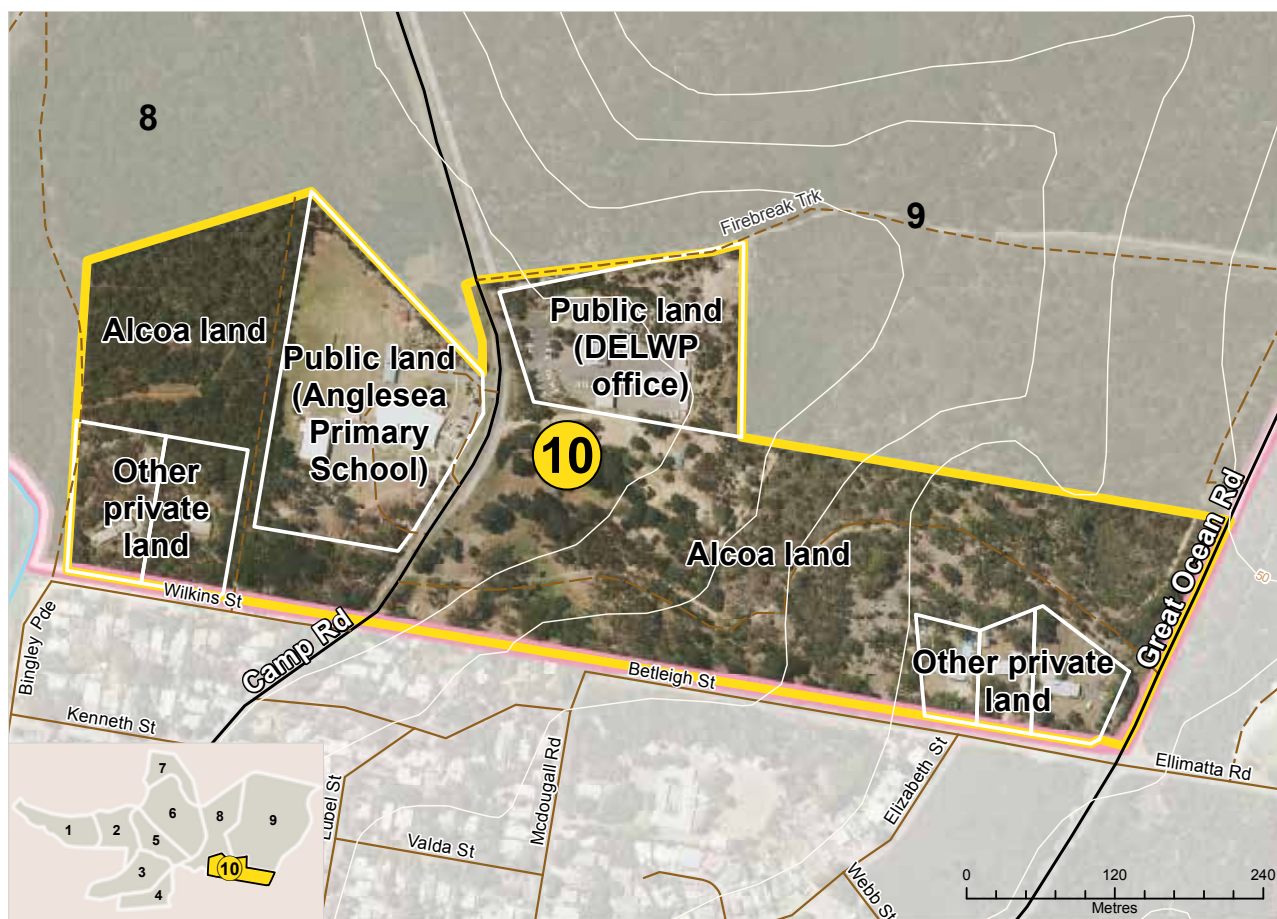 8
Firebreak Trk
9
Alcoa land
Public land
(Anglesea
Primary
School)
Public land
(DELWP
office)
10
Other
private
land
Alcoa land
Great Ocean Rd
50
Other private
land
Wilkins St
Bingley Pde
Camp Rd
Betleigh St
Kenneth St
Lubel St
Mcdougall Rd
Valda St
Elizabeth St
Webb St
Ellimatta Rd
7
6
8
9
1
2
5
3
4
10
0
120
240
Metres